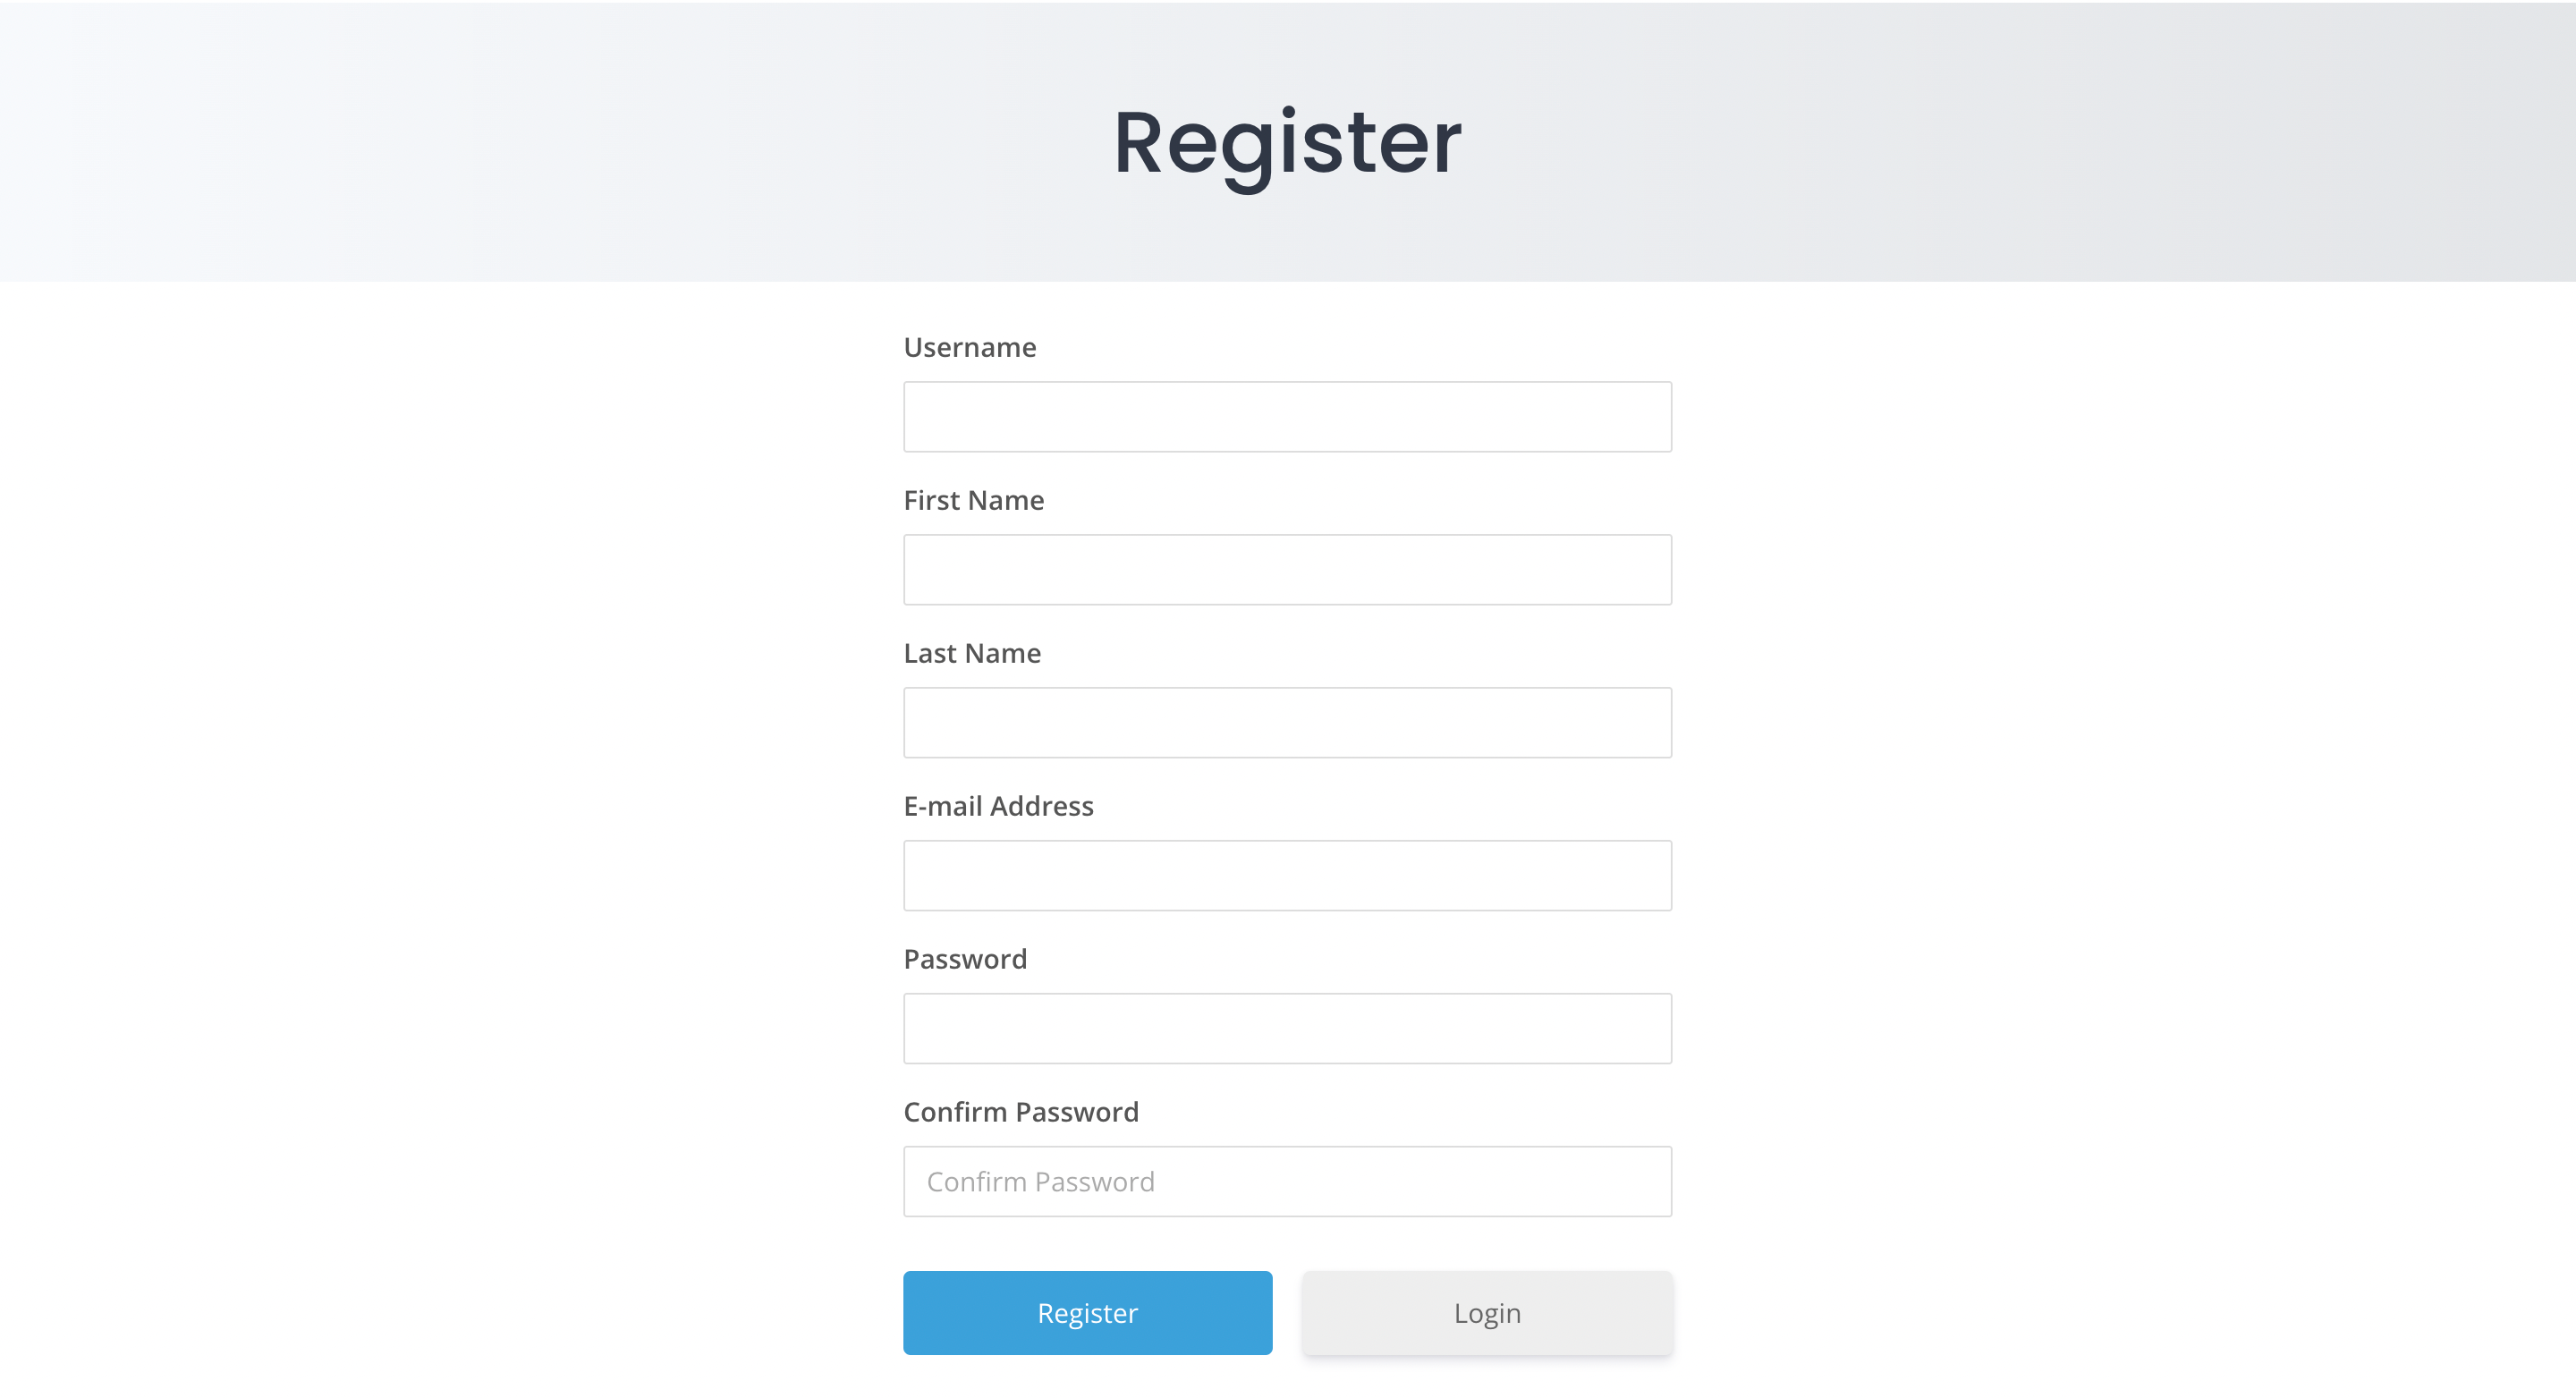 Register
Username
First Name
Last Name
E-mail Address
Password
Confirm Password
Confirm Password
Register Login